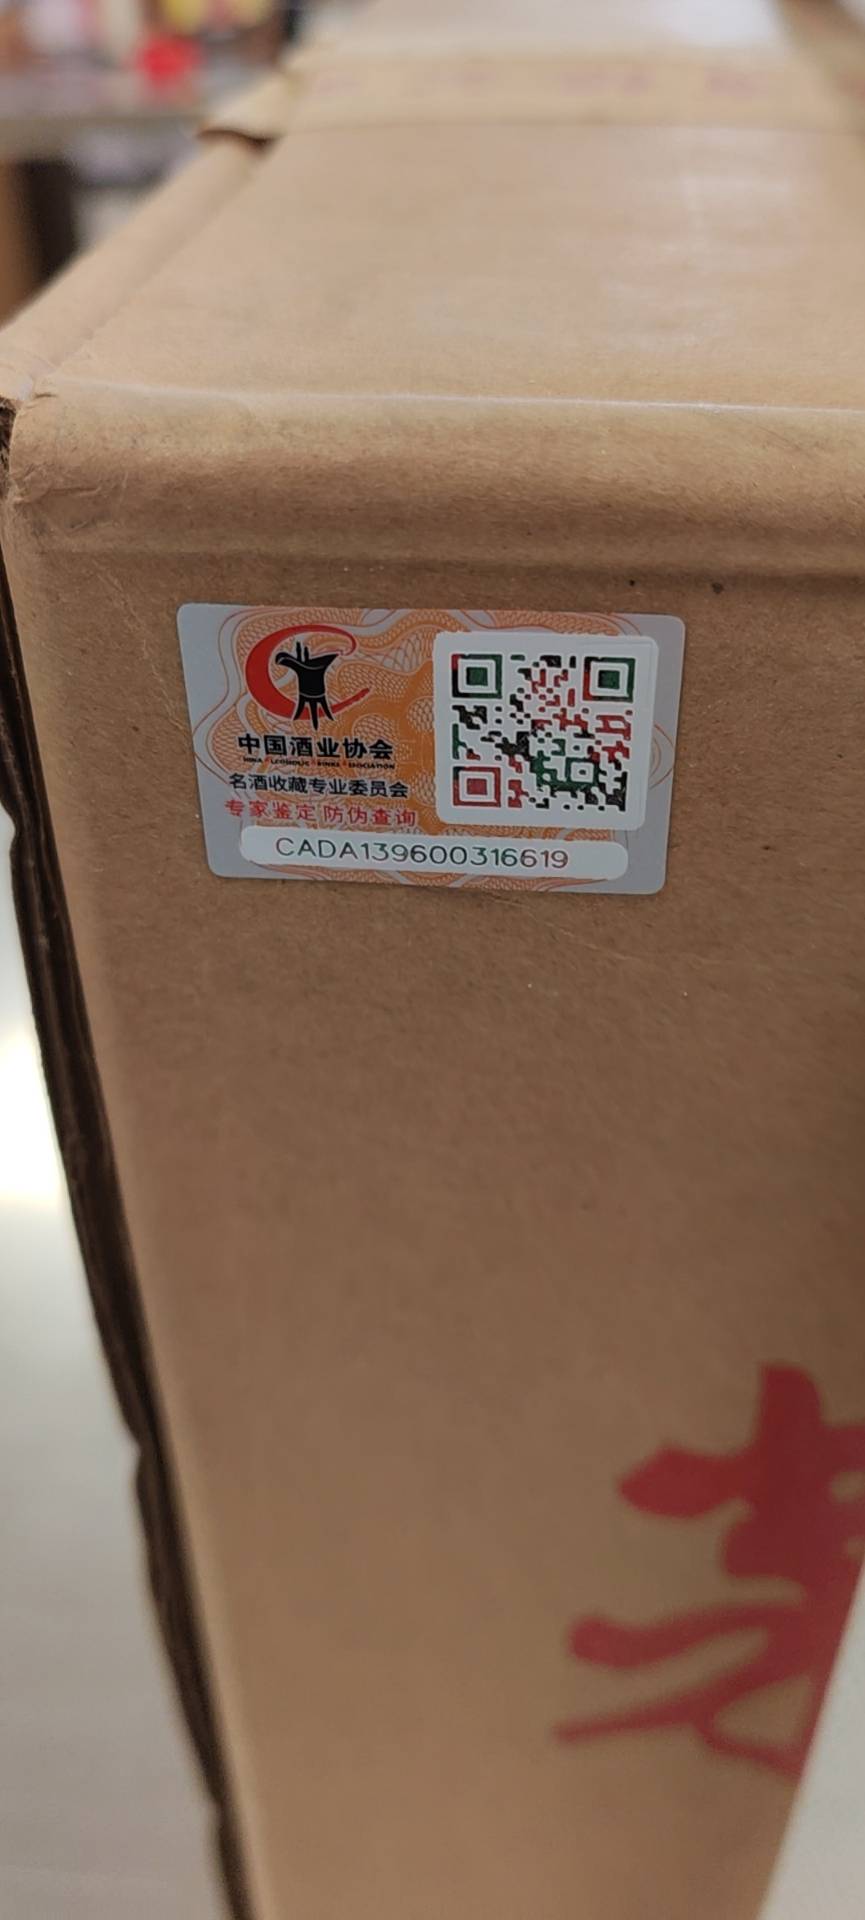 中国酒业协会
名酒收藏专业委员会
专家鉴定 防伪查询
CADA139600316619